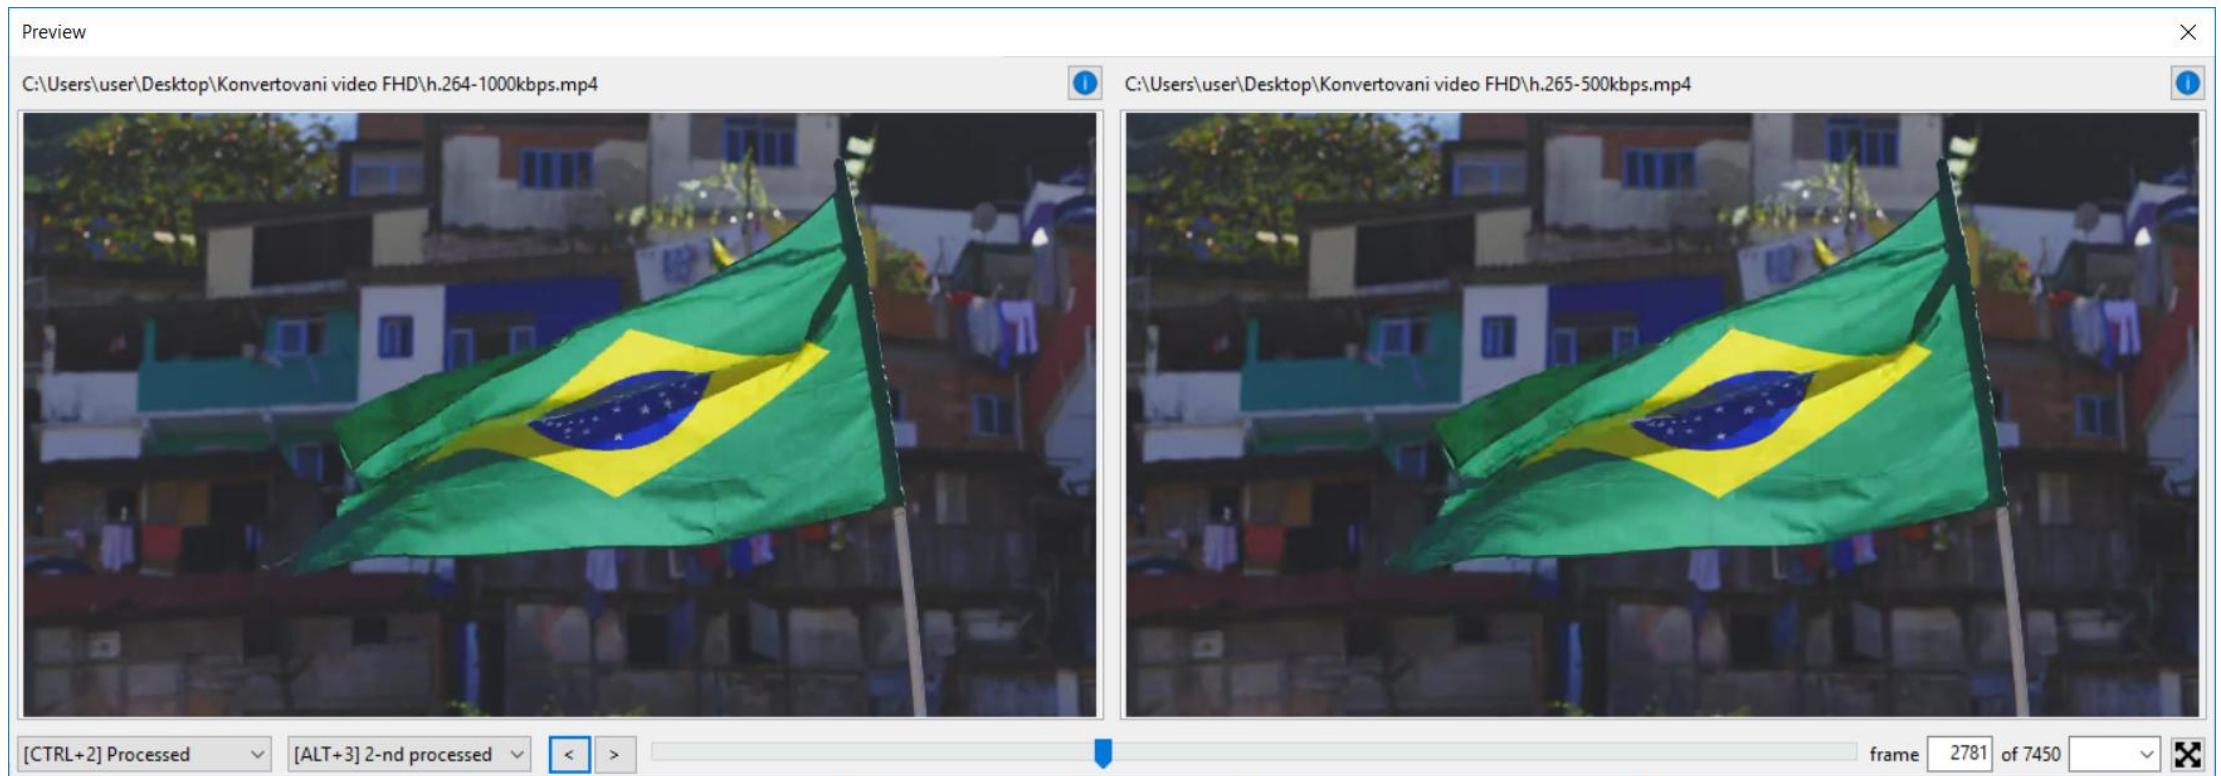 Preview
C:\Users\user\Desktop\Konvertovani video FHD\h.264-1000kbps.mp4
C:\Users\user\Desktop\Konvertovani video FHD\h.265-500kbps.mp4
[CTRL+2] Processed
[ALT+3] 2-nd processed
<
>
frame 2781 of 7450